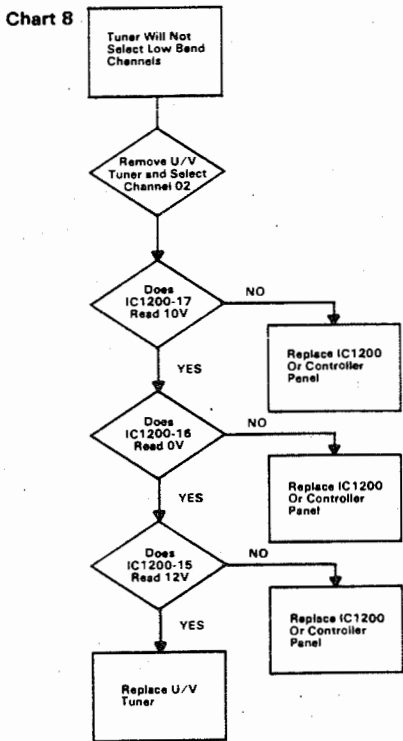 Chart 8
Tuner Will Not
Select Low Band
Channels
Remove U/V
Tuner and Select
Channel 02
Does
IC1200-17
Read 10V
NO
Replace IC1200
Or Controller
Panel
YES
Does
IC1200-16
Read 0V
NO
Replace IC1200
Or Controller
Panel
YES
Does
IC1200-15
Read 12V
NO
Replace IC1200
Or Controller
Panel
YES
Replace U/V
Tuner